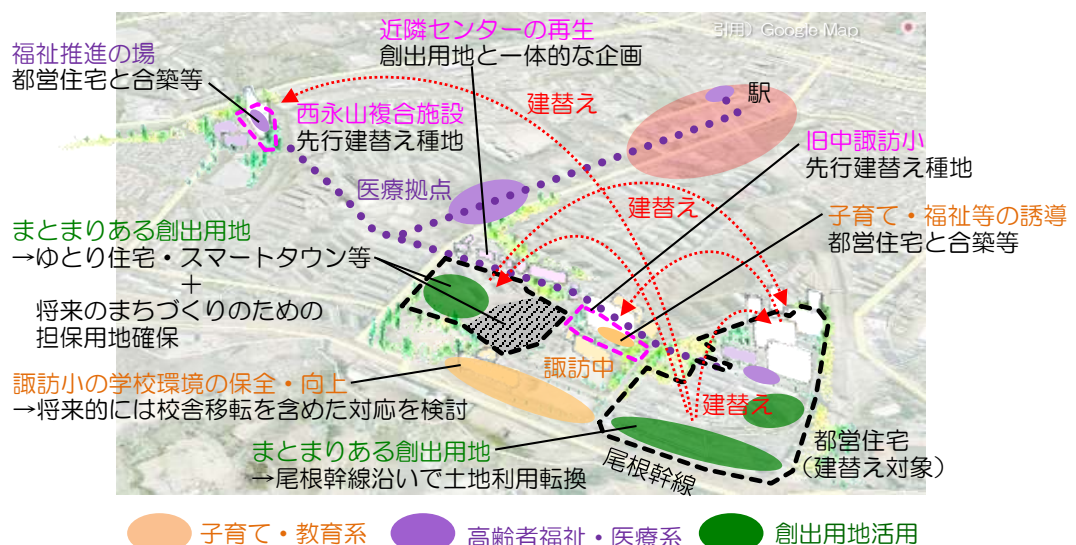 引用）Google Map
近隣センターの再生
創出用地と一体的な企画
福祉推進の場
都営住宅と合築等
駅
建替え
西永山複合施設
先行建替え種地
旧中諏訪小
先行建替え種地
医療拠点
建替え
子育て・福祉等の誘導
都営住宅と合築等
まとまりある創出用地
→ゆとり住宅・スマートタウン等
＋
将来のまちづくりのための
担保用地確保
諏訪中
諏訪小の学校環境の保全・向上
→将来的には校舎移転を含めた対応を検討
建替え
まとまりある創出用地
→尾根幹線沿いで土地利用転換
尾根幹線
都営住宅
（建替え対象）
子育て・教育系
高齢者福祉・医療系
創出用地活用